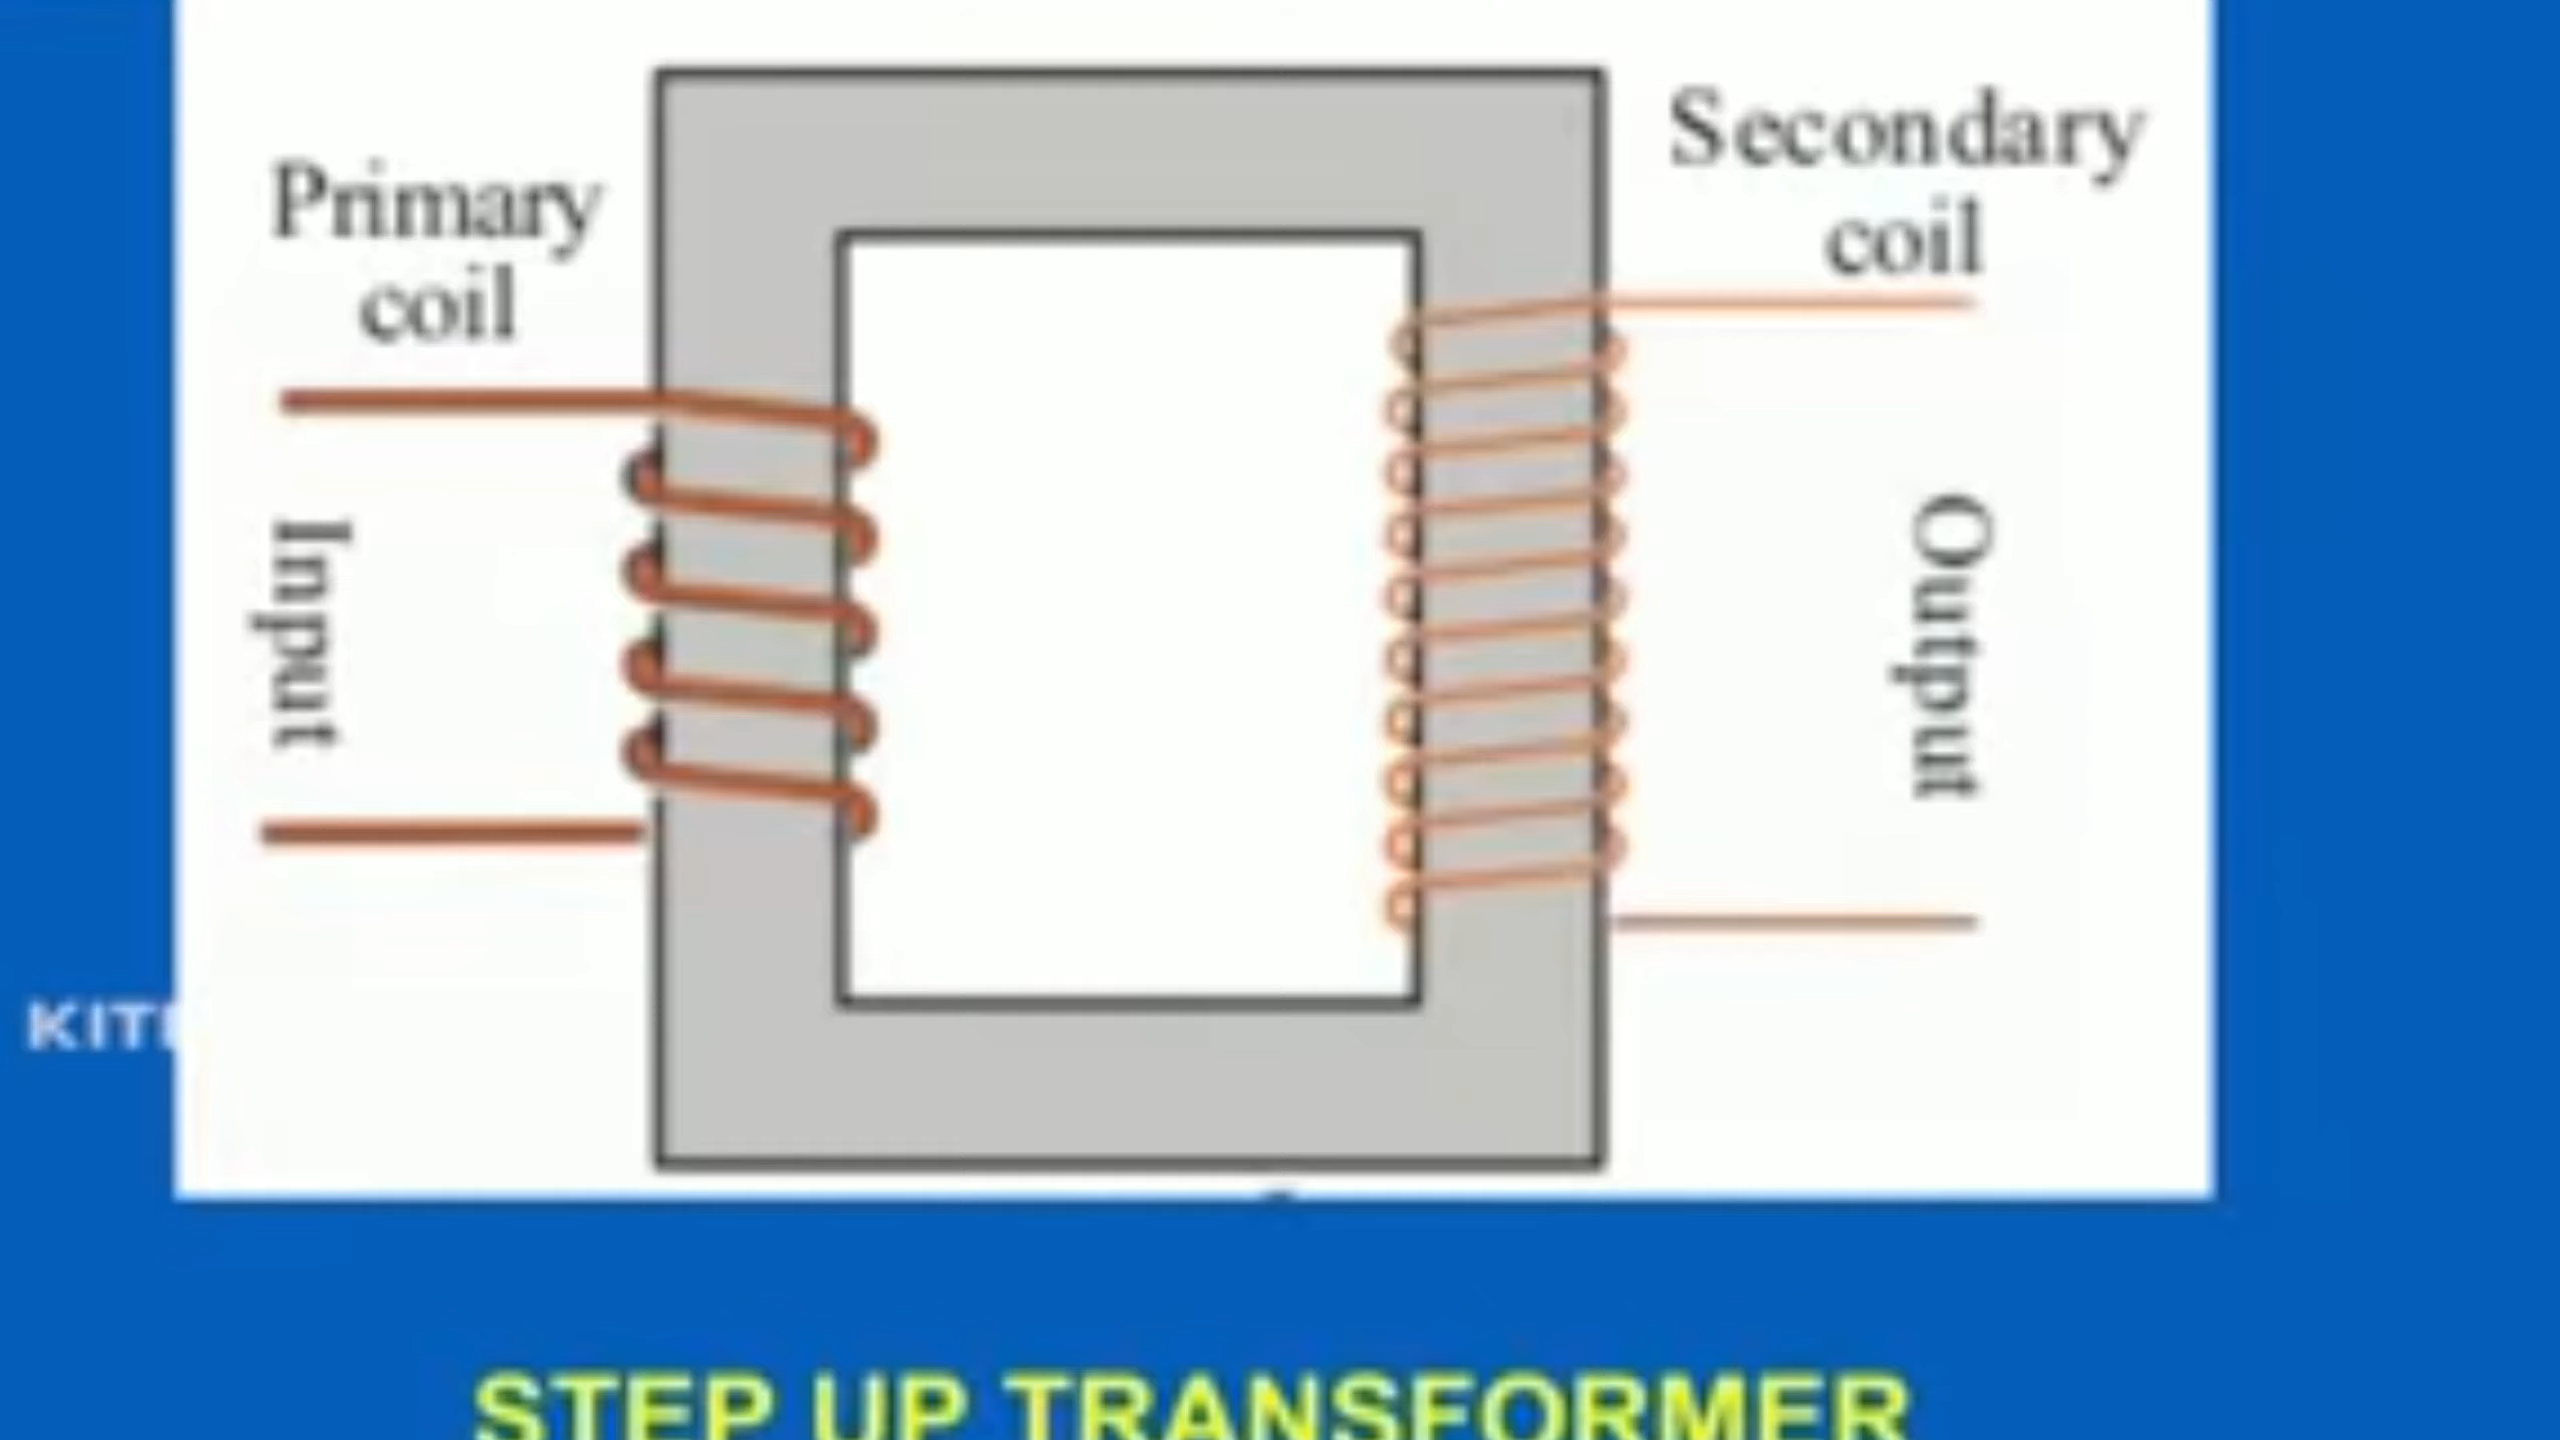 Primary
coil
Secondary
coil
Input
Output
STEP UP TRANSFORMER